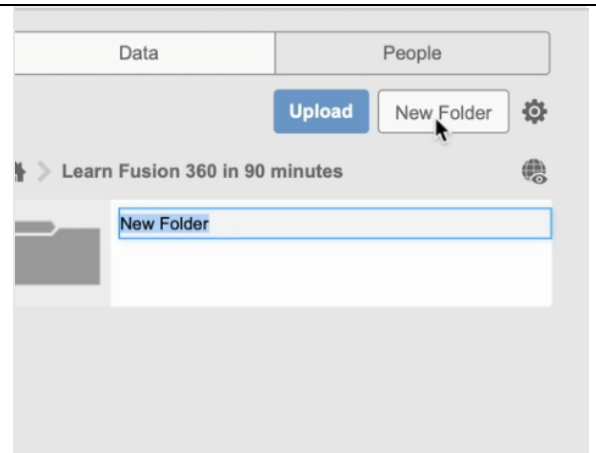 Data People
Upload New Folder
Learn Fusion 360 in 90 minutes
New Folder